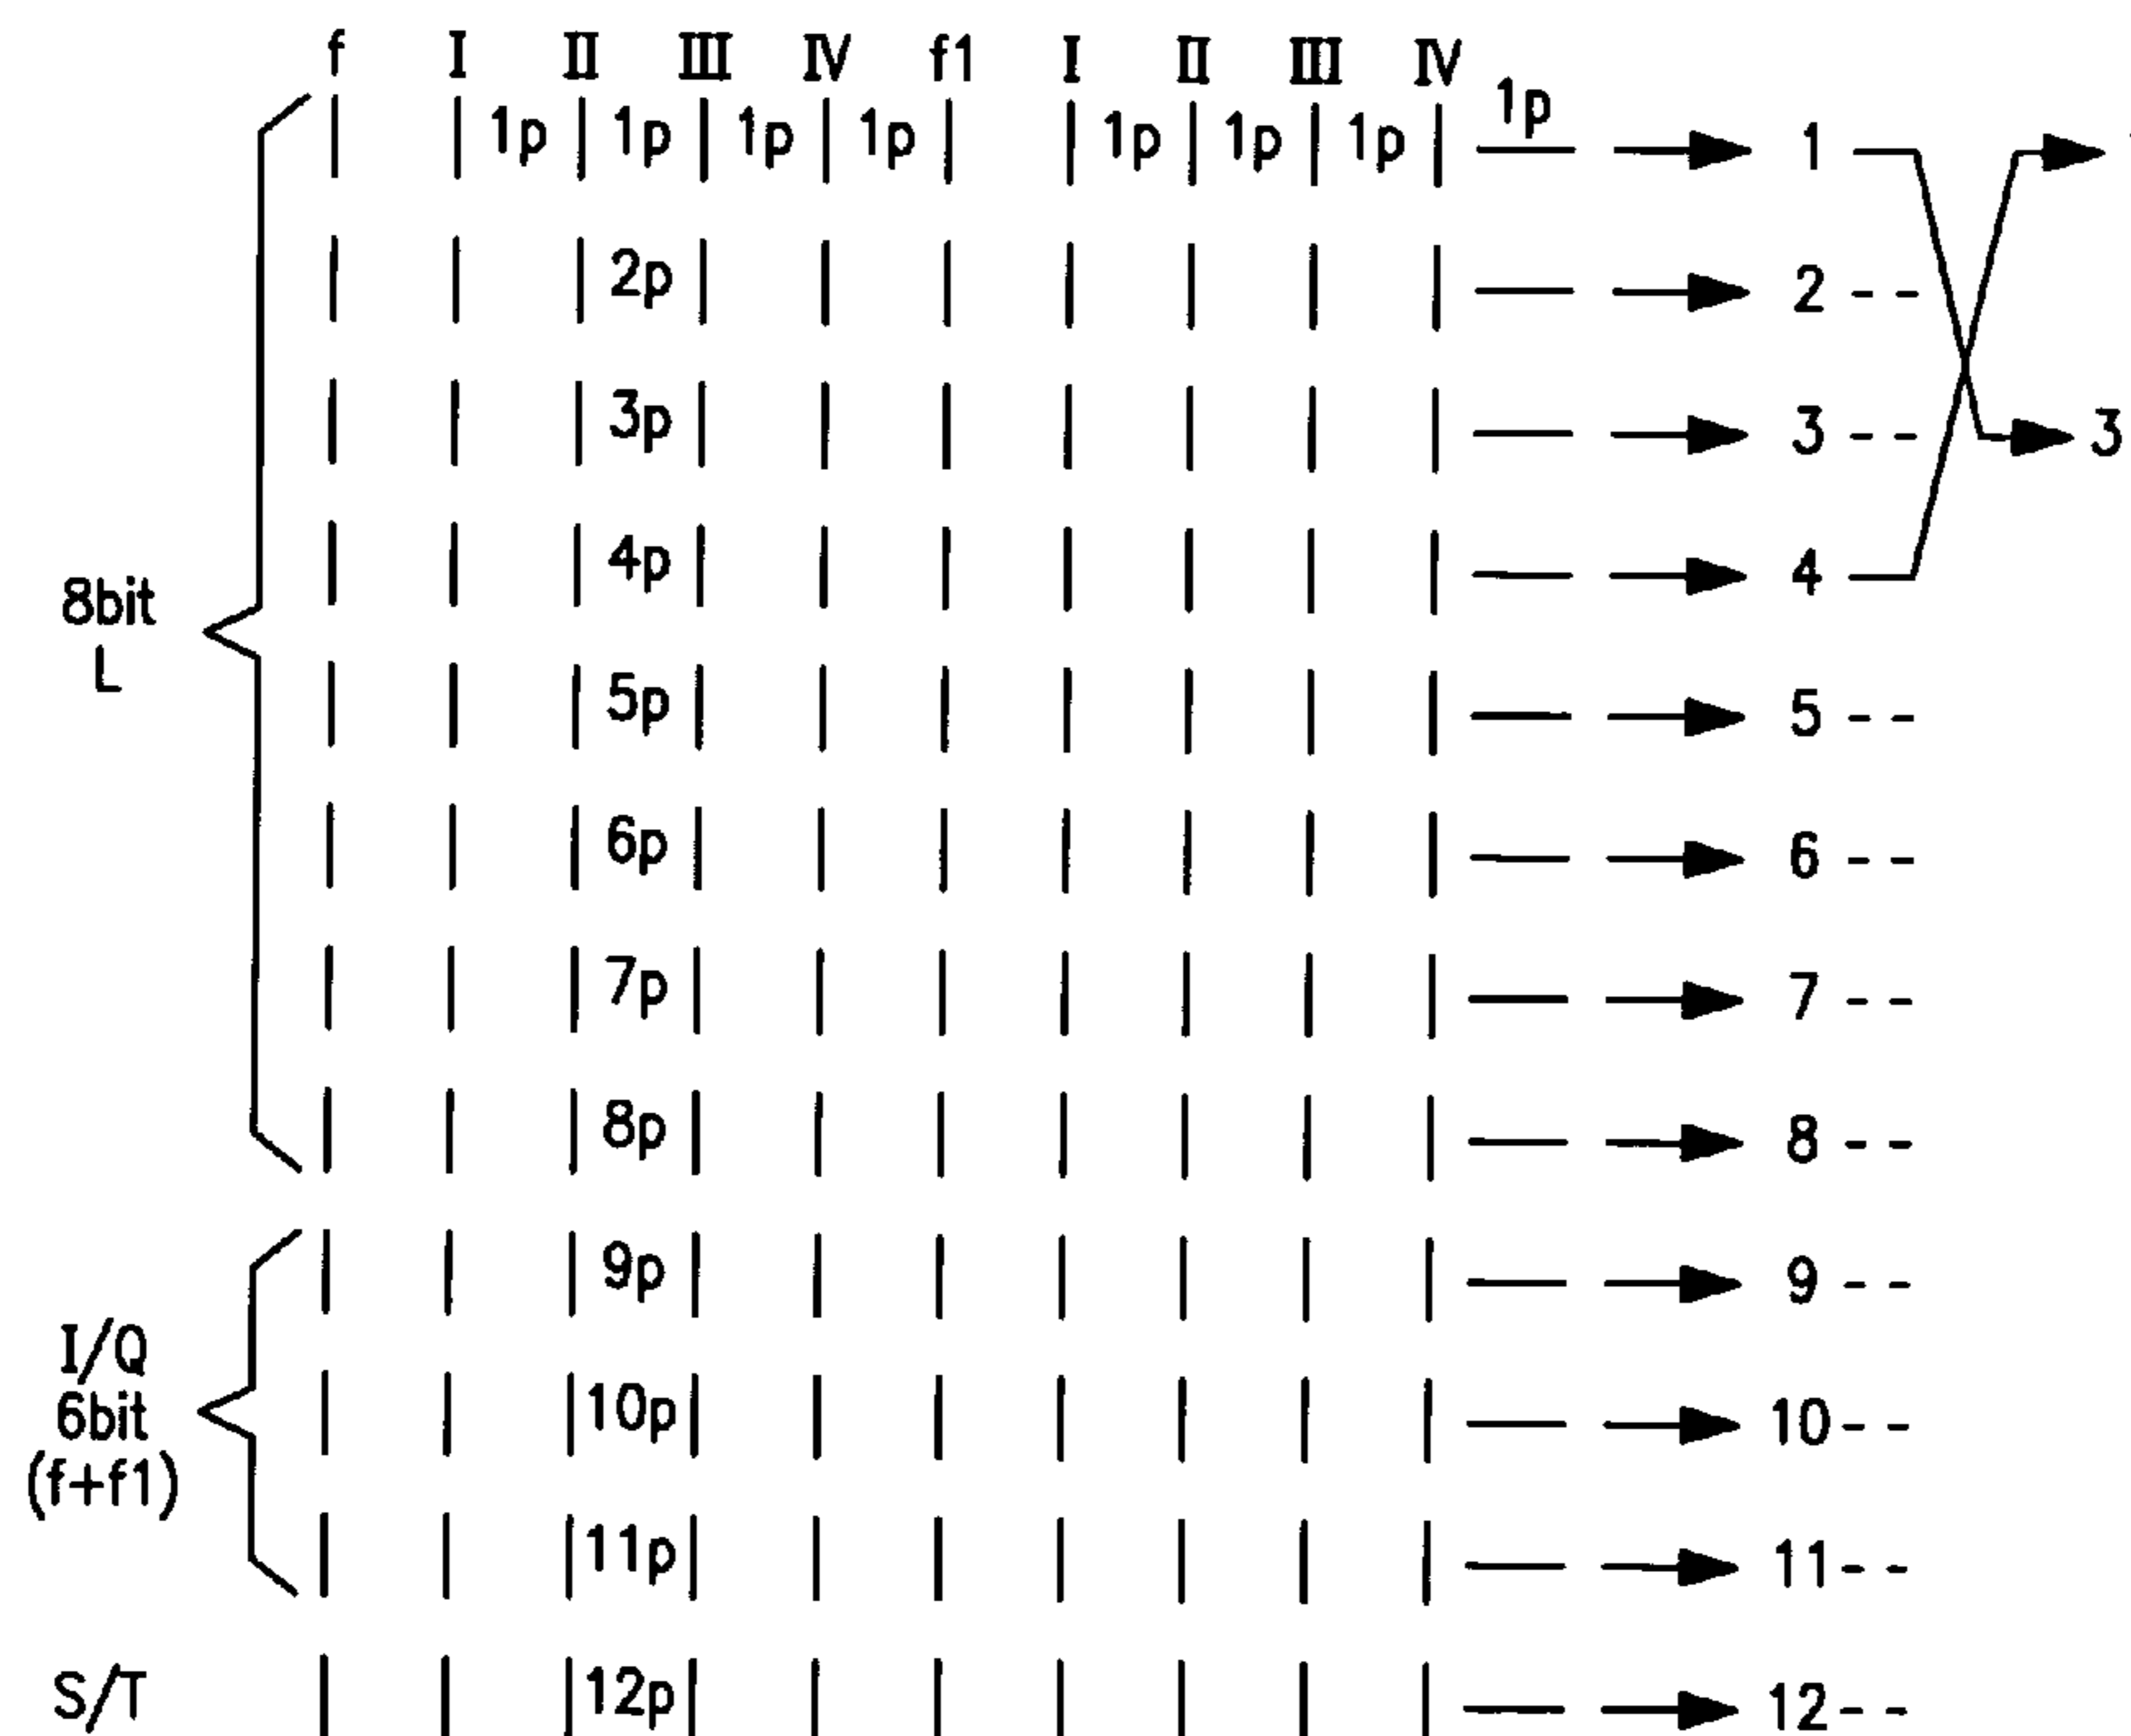 f I II III IV f1 I II III IV
1p 1p 1p 1p 1p 1p 1p 1p 1
2p 2 --
3p 3 -- 3
8bit
L
4p 4
5p 5 --
6p 6 --
7p 7 --
8p 8 --
9p 9 --
I/Q
6bit
(f+f1)
10p 10 --
11p 11 --
S/T 12p 12 --